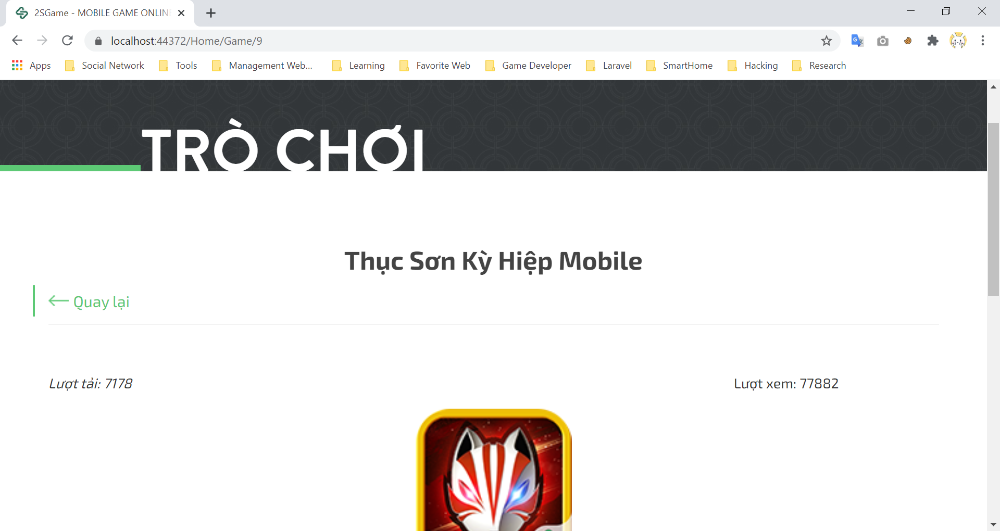 2SGame - MOBILE GAME ONLIN
localhost:44372/Home/Game/9
Apps Social Network Tools Management Web... Learning Favorite Web Game Developer Laravel SmartHome Hacking Research
TRÒ CHƠI
Thục Sơn Kỳ Hiệp Mobile
Quay lại
Lượt tải: 7178 Lượt xem: 77882